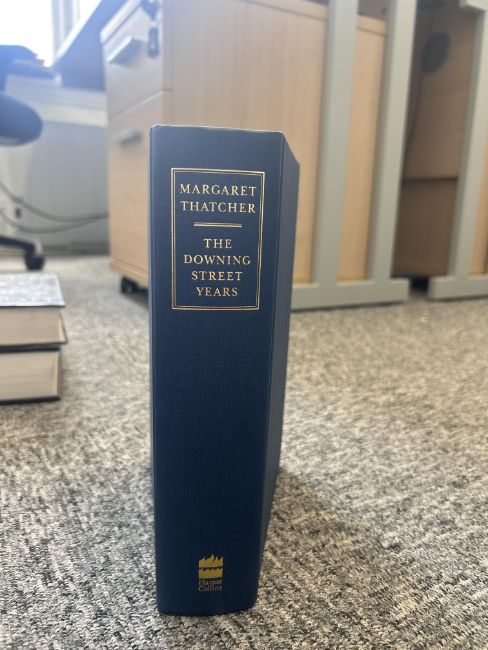 MARGARET
THATCHER
THE
DOWNING
STREET
YEARS
Harper
Collins